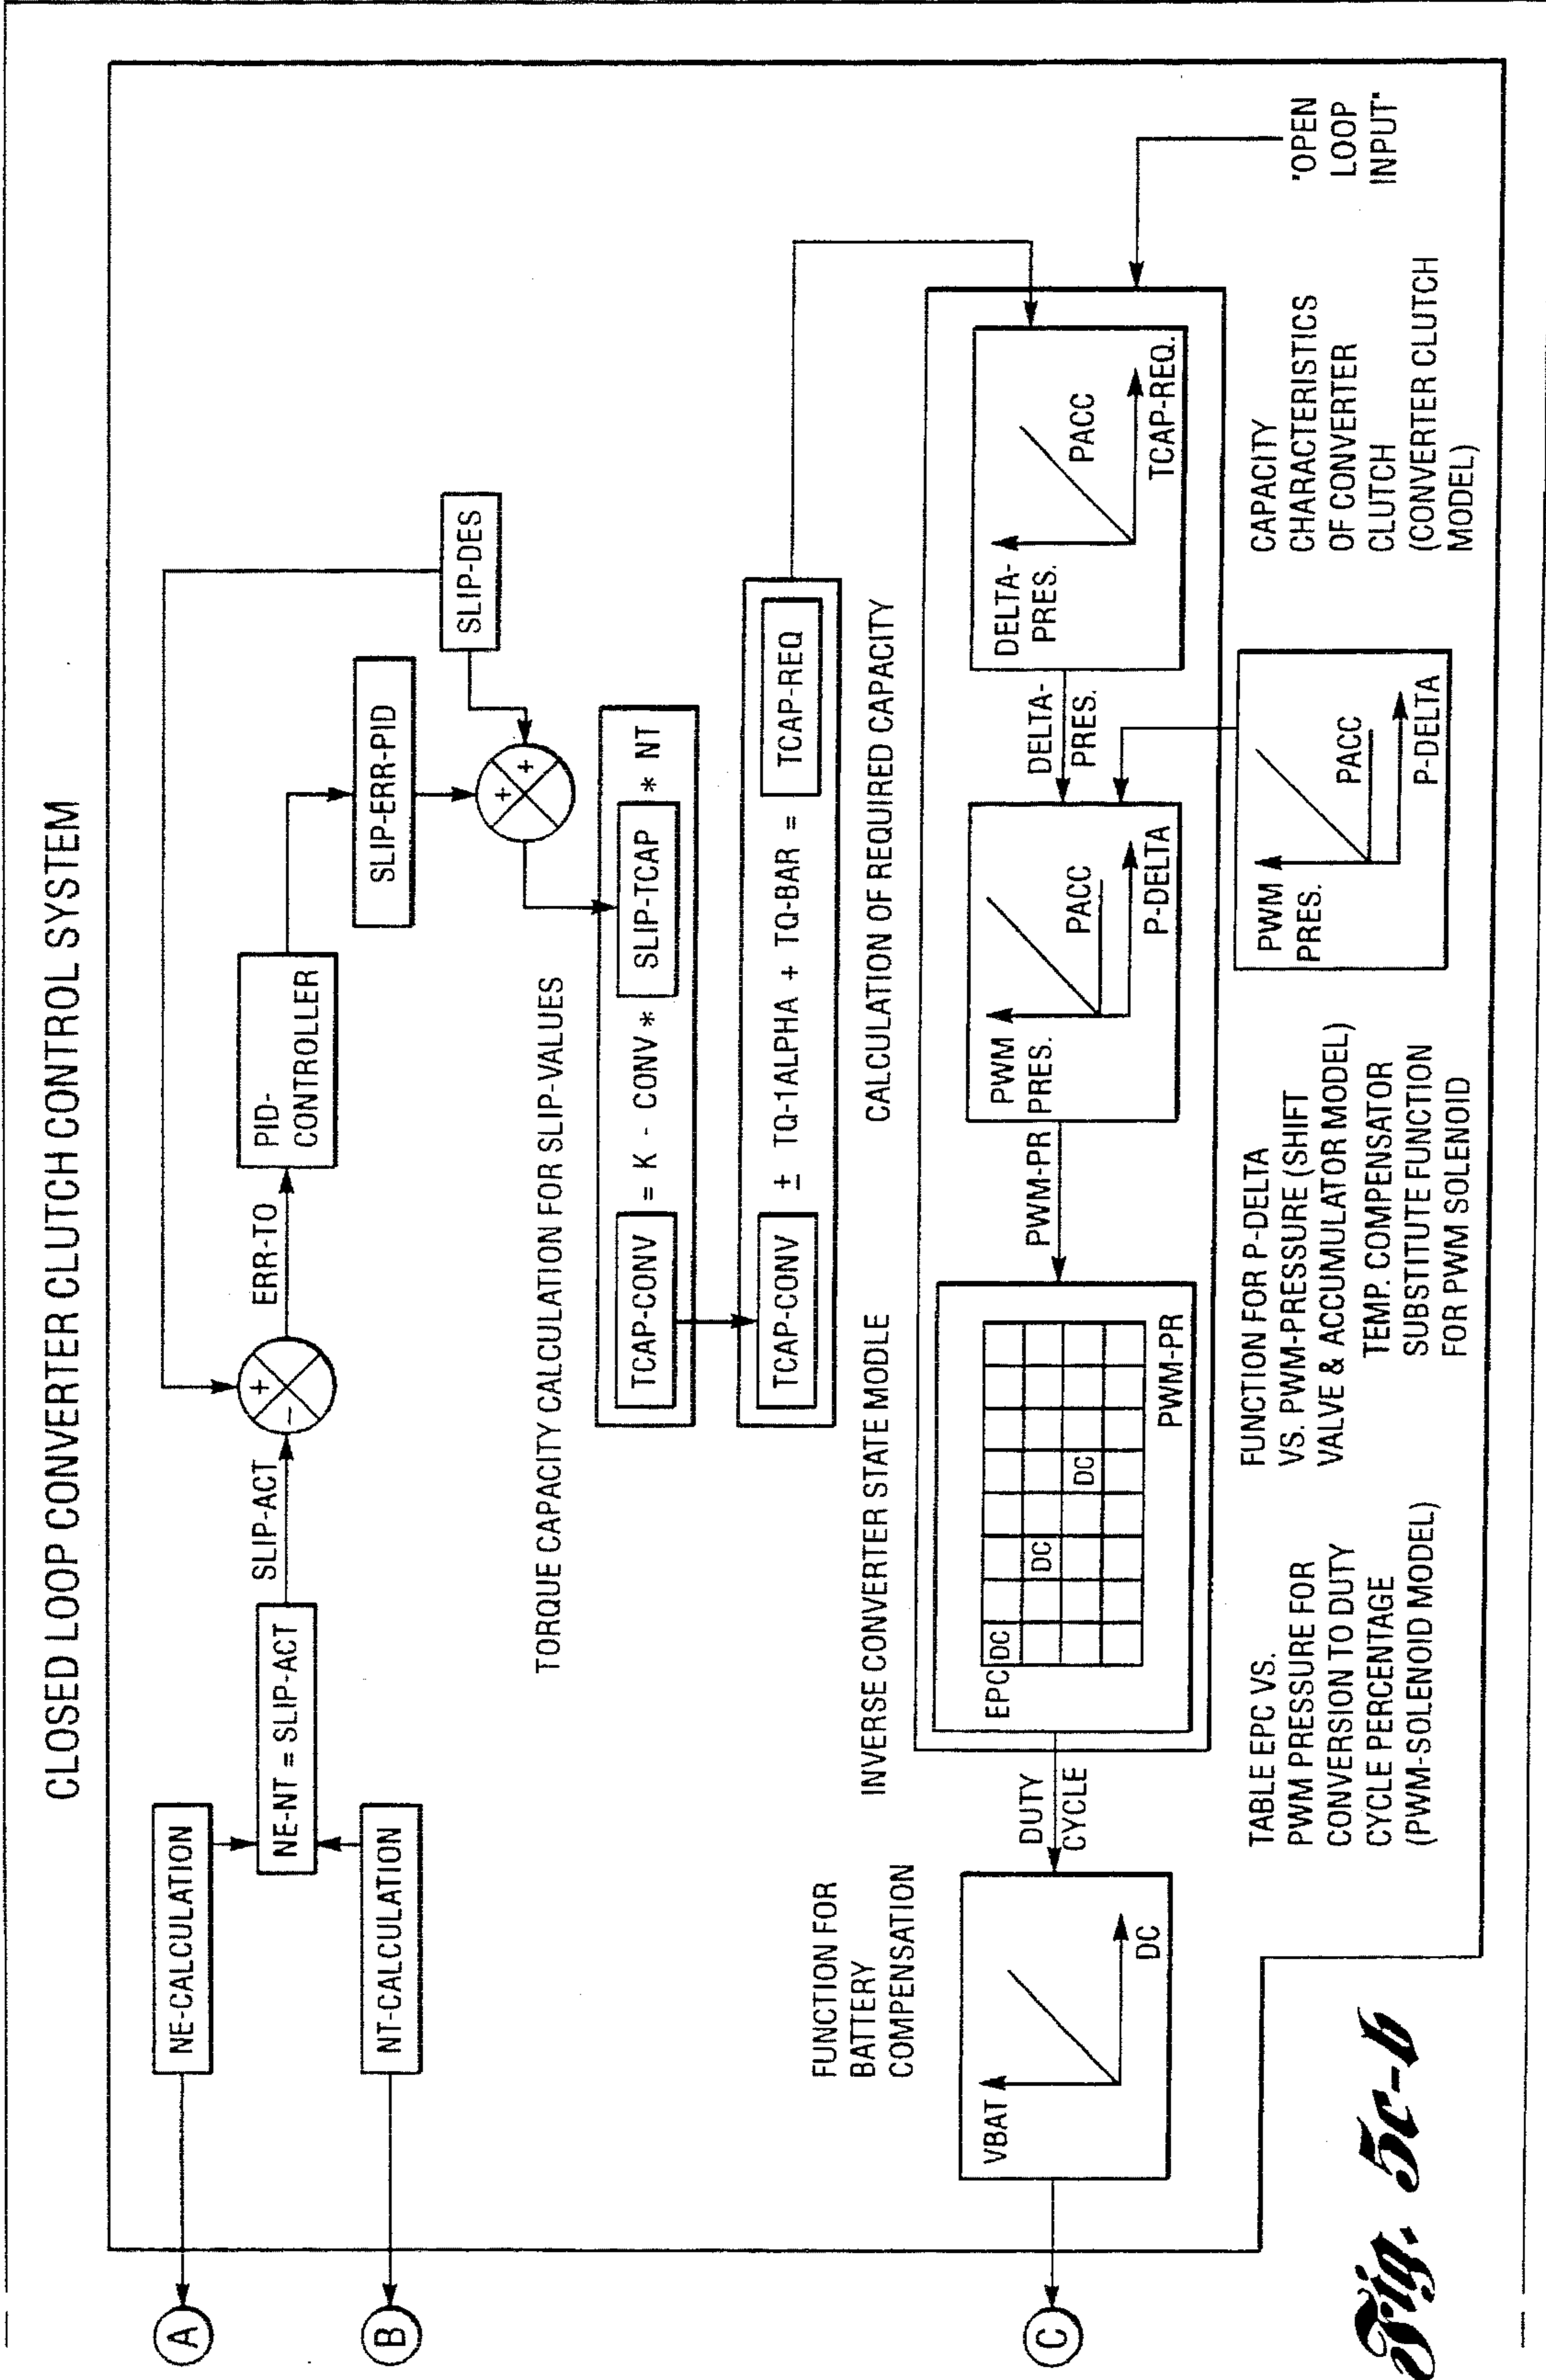 CLOSED LOOP CONVERTER CLUTCH CONTROL SYSTEM
A
NE-CALCULATION
B
NT-CALCULATION
NE-NT = SLIP-ACT
SLIP-ACT
+
-
ERR-TO
PID-
CONTROLLER
SLIP-ERR-PID
SLIP-DES
+
+
TORQUE CAPACITY CALCULATION FOR SLIP-VALUES
TCAP-CONV = K - CONV * SLIP-TCAP * NT
TCAP-CONV ± TQ-1ALPHA + TQ-BAR = TCAP-REQ
CALCULATION OF REQUIRED CAPACITY
INVERSE CONVERTER STATE MODLE
FUNCTION FOR
BATTERY
COMPENSATION
C
VBAT
DC
DUTY
CYCLE
EPC
DC
DC
DC
PWM-PR
PWM-PR
PWM
PRES.
PACC
P-DELTA
DELTA-
PRES.
DELTA-
PRES.
PACC
TCAP-REQ.
"OPEN
LOOP
INPUT"
PWM
PRES.
PACC
P-DELTA
TABLE EPC VS.
PWM PRESSURE FOR
CONVERSION TO DUTY
CYCLE PERCENTAGE
(PWM-SOLENOID MODEL)
FUNCTION FOR P-DELTA
VS. PWM-PRESSURE (SHIFT
VALVE & ACCUMULATOR MODEL)
TEMP. COMPENSATOR
SUBSTITUTE FUNCTION
FOR PWM SOLENOID
CAPACITY
CHARACTERISTICS
OF CONVERTER
CLUTCH
(CONVERTER CLUTCH
MODEL)
Fig. 5c-b